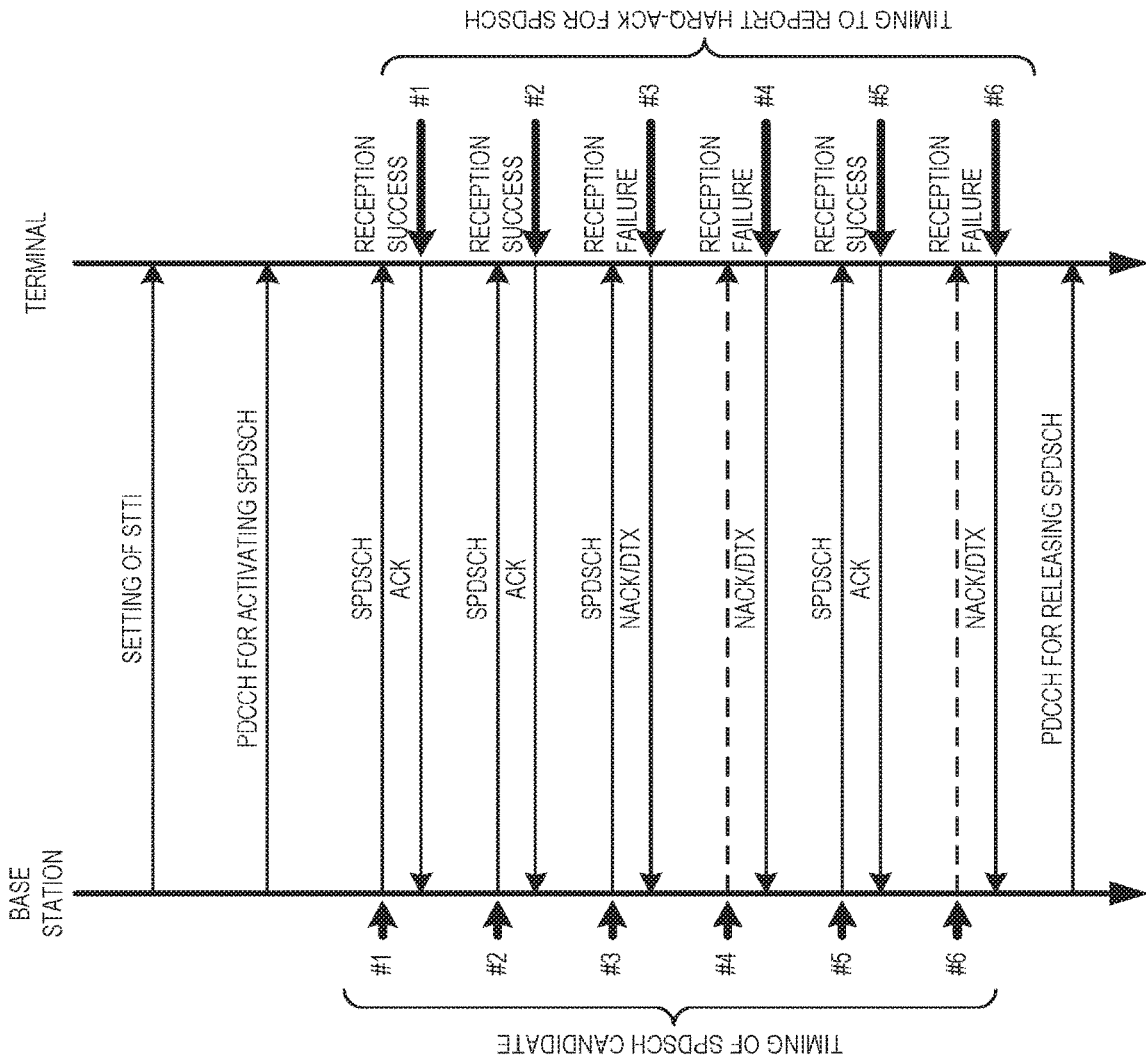 BASE
STATION
TERMINAL
SETTING OF STTI
PDCCH FOR ACTIVATING SPDSCH
TIMING OF SPDSCP CANDIDATE
TIMING TO REPORT HARQ-ACK FOR SPDSCH
#1
SPDSCH
ACK
RECEPTION
SUCCESS
#1
#2
SPDSCH
ACK
RECEPTION
SUCCESS
#2
#3
SPDSCH
NACK/DTX
RECEPTION
FAILURE
#3
#4
NACK/DTX
RECEPTION
FAILURE
#4
#5
SPDSCH
ACK
RECEPTION
SUCCESS
#5
#6
NACK/DTX
RECEPTION
FAILURE
#6
PDCCH FOR RELEASING SPDSCH